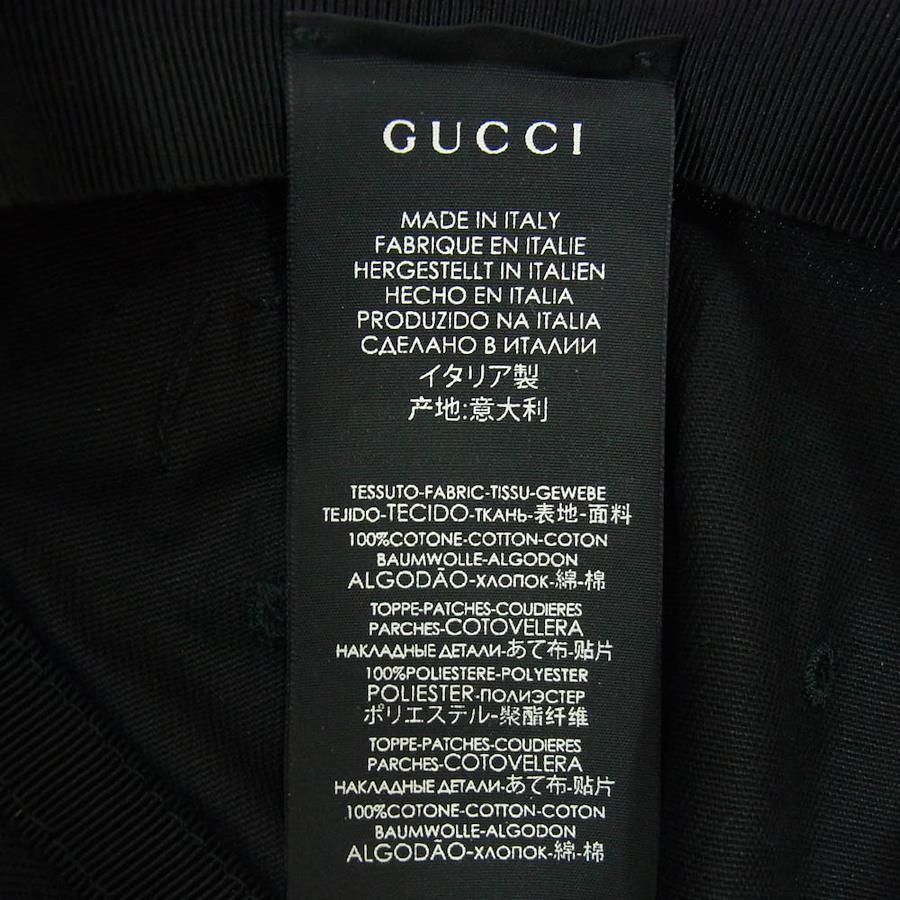 GUCCI
MADE IN ITALY
FABRIQUE EN ITALIE
HERGESTELLT IN ITALIEN
HECHO EN ITALIA
PRODUZIDO NA ITALIA
СДЕЛАНО В ИТАЛИИ
イタリア製
产地:意大利
TESSUTO-FABRIC-TISSU-GEWEBE
TEJIDO-TECIDO-ТКАНЬ-表地-面料
100%COTONE-COTTON-COTON
BAUMWOLLE-ALGODON
ALGODÃO-ХЛОПОК-綿-棉
TOPPE-PATCHES-COUDIERES
PARCHES-COTOVELERA
НАКЛАДНЫЕ ДЕТАЛИ-あて布-贴片
100%POLIESTERE-POLYESTER
POLIESTER-ПОЛИЭСТЕР
ポリエステル-聚酯纤维
TOPPE-PATCHES-COUDIERES
PARCHES-COTOVELERA
НАКЛАДНЫЕ ДЕТАЛИ-あて布-贴片
100%COTONE-COTTON-COTON
BAUMWOLLE-ALGODON
ALGODÃO-ХЛОПОК-綿-棉